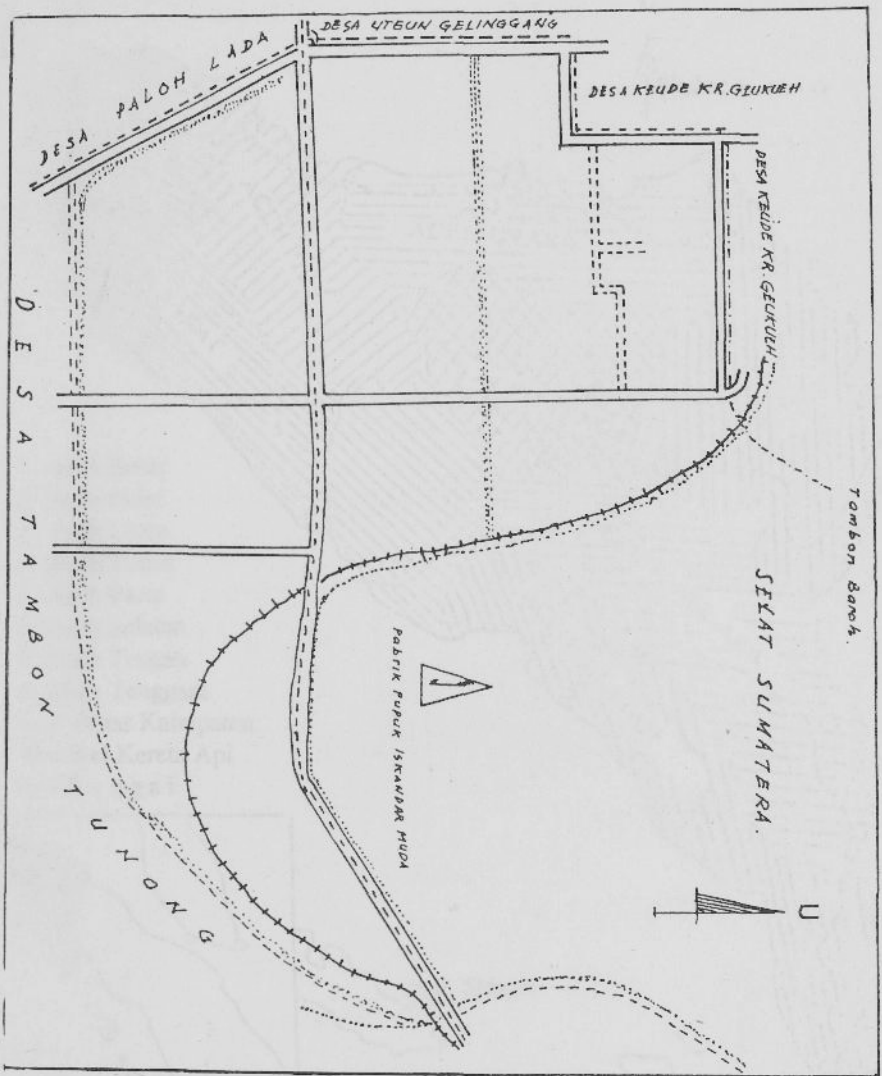 DESA UTEUN GELINGGANG
DESA PALOH LADA
DESA KEUDE KR.GEUKUEH
DESA KEUDE KR. GEUKUEH
Tambon Baroh.
SELAT SUMATERA.
Pabrik PUPUK ISKANDAR MUDA
U
DESA TAMBON TUNONG